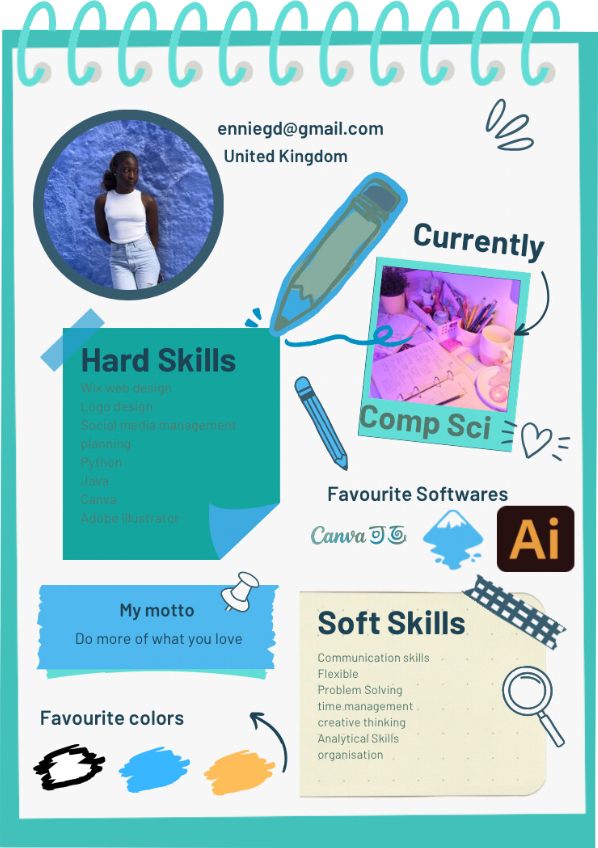 enniegd@gmail.com
United Kingdom
Currently
Comp Sci
Hard Skills
Wix web design
Logo design
Social media management
planning
Python
Java
Canva
Adobe illustrator
Favourite Softwares
Canva 可画
Ai
My motto
Do more of what you love
Soft Skills
Communication skills
Flexible
Problem Solving
time management
creative thinking
Analytical Skills
organisation
Favourite colors